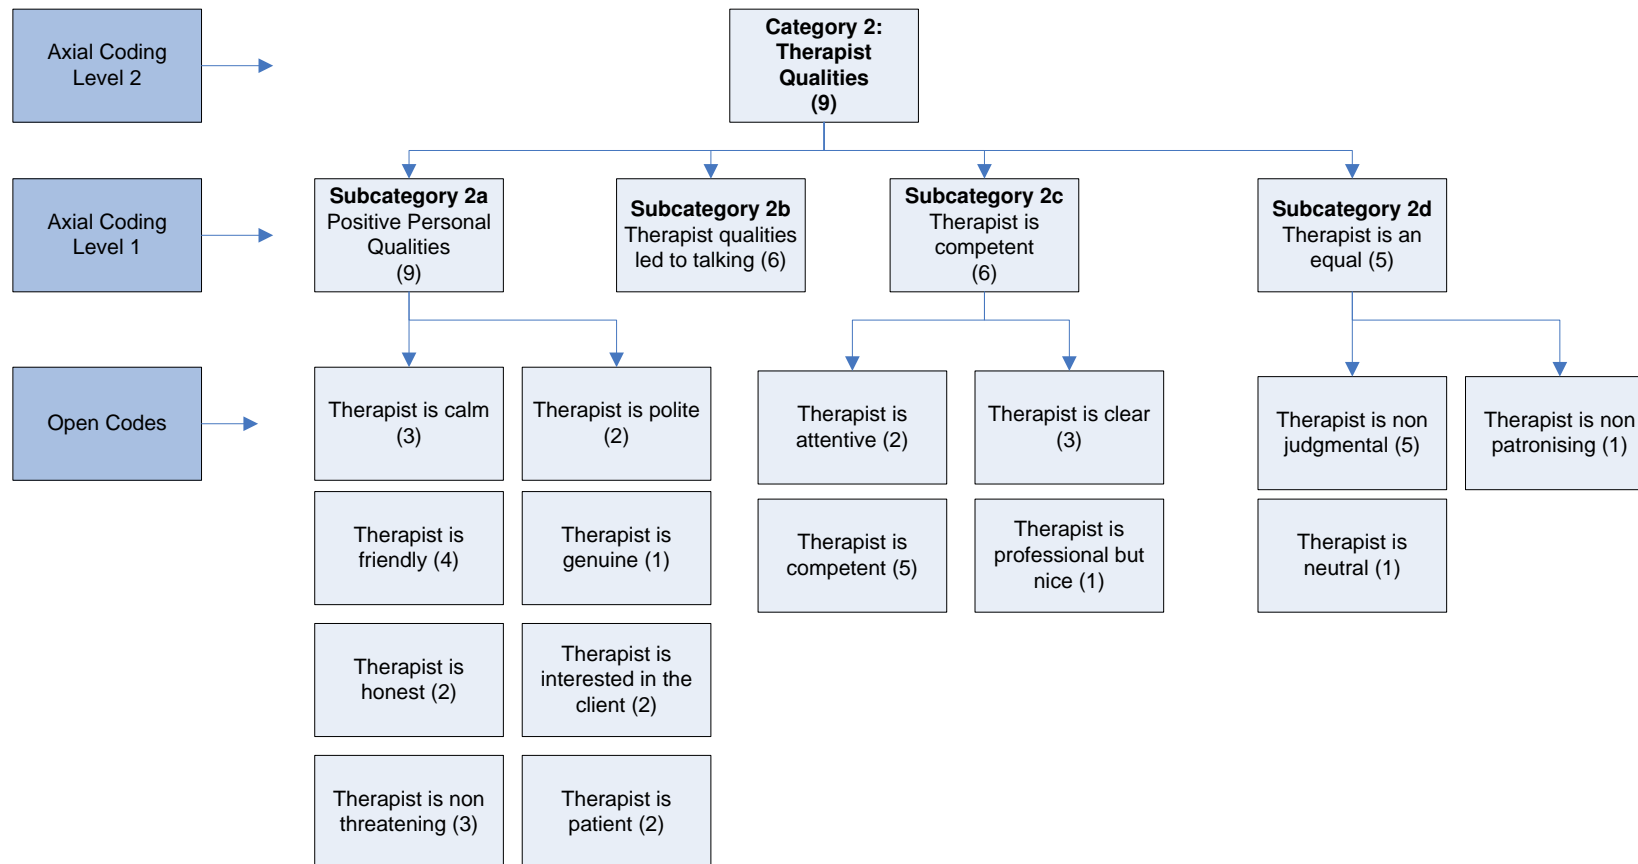 Axial Coding
Level 2
Category 2:
Therapist
Qualities
(9)
Axial Coding
Level 1
Subcategory 2a
Positive Personal
Qualities
(9)
Subcategory 2b
Therapist qualities
led to talking (6)
Subcategory 2c
Therapist is
competent
(6)
Subcategory 2d
Therapist is an
equal (5)
Open Codes
Therapist is calm
(3)
Therapist is polite
(2)
Therapist is
attentive (2)
Therapist is clear
(3)
Therapist is non
judgmental (5)
Therapist is non
patronising (1)
Therapist is
friendly (4)
Therapist is
genuine (1)
Therapist is
competent (5)
Therapist is
professional but
nice (1)
Therapist is
neutral (1)
Therapist is
honest (2)
Therapist is
interested in the
client (2)
Therapist is non
threatening (3)
Therapist is
patient (2)